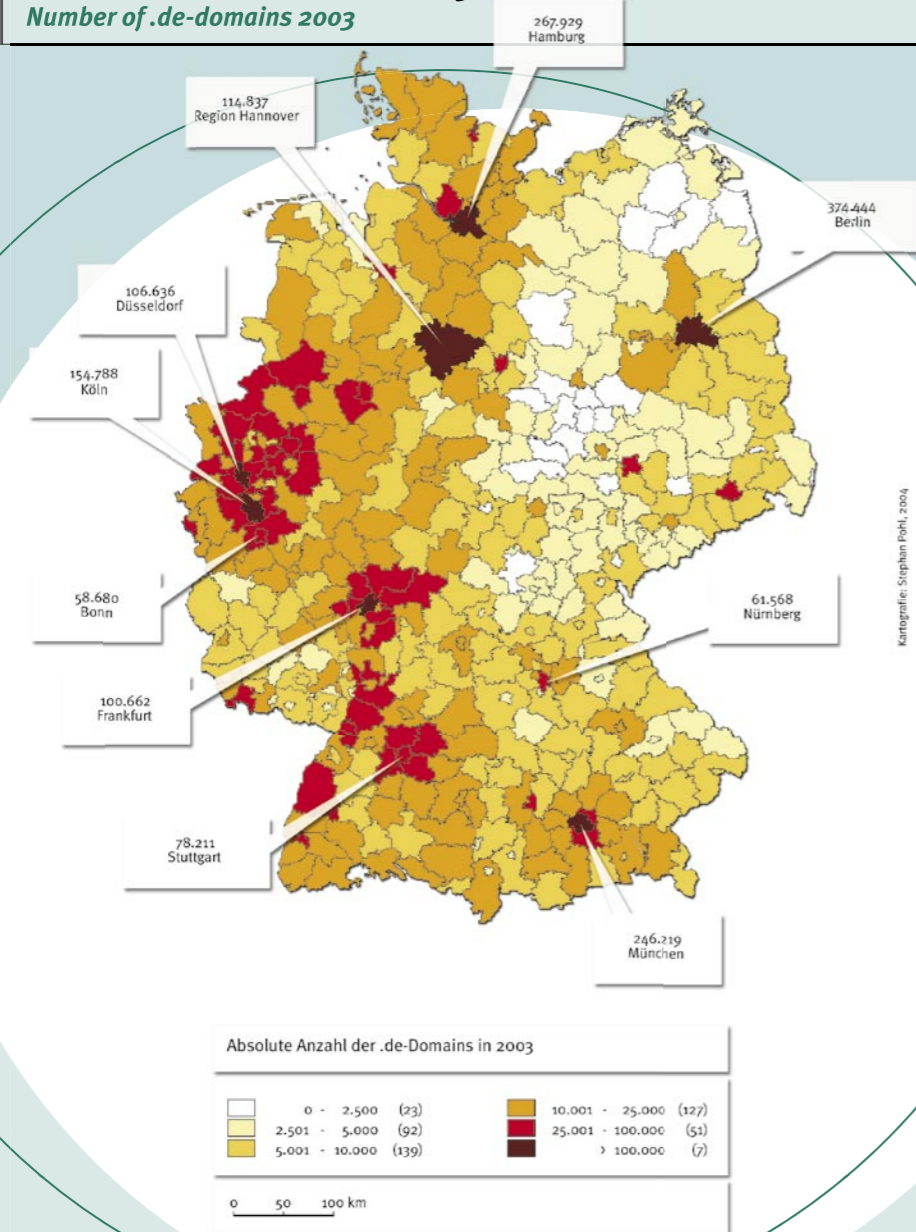 Number of .de-domains 2003
267.929
Hamburg
114.837
Region Hannover
374.444
Berlin
106.636
Düsseldorf
154.788
Köln
58.680
Bonn
61.568
Nürnberg
100.662
Frankfurt
78.211
Stuttgart
246.219
München
Kartografie: Stephan Pohl, 2004
Absolute Anzahl der .de-Domains in 2003
0 - 2.500 (23)
2.501 - 5.000 (92)
5.001 - 10.000 (139)
10.001 - 25.000 (127)
25.001 - 100.000 (51)
> 100.000 (7)
0 50 100 km